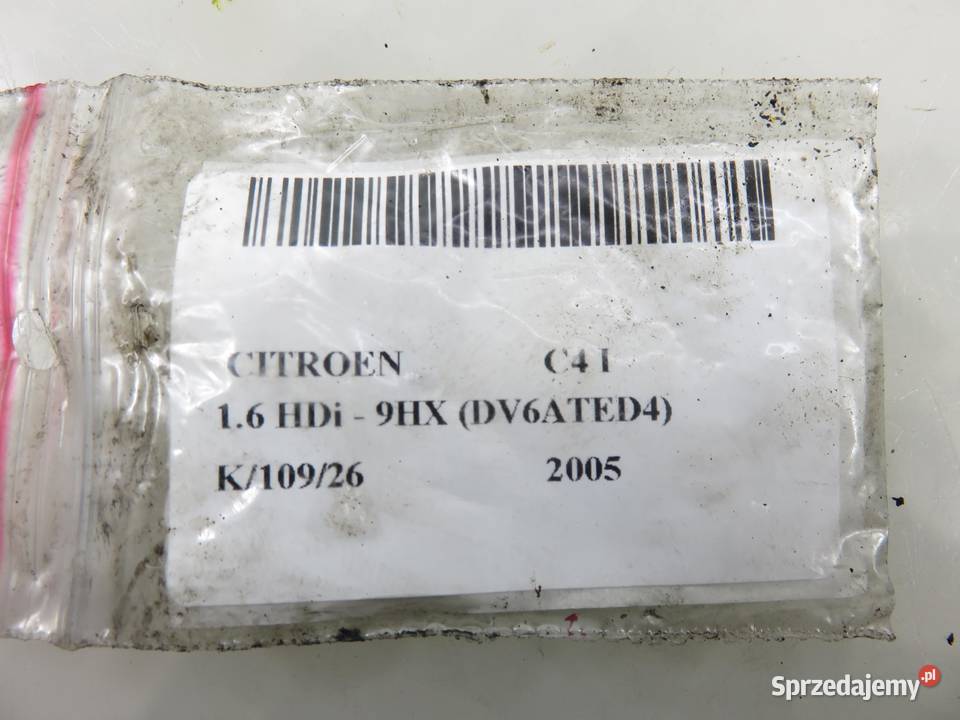 CITROEN C4 I
1.6 HDi - 9HX (DV6ATED4)
K/109/26 2005
Sprzedajemy.pl